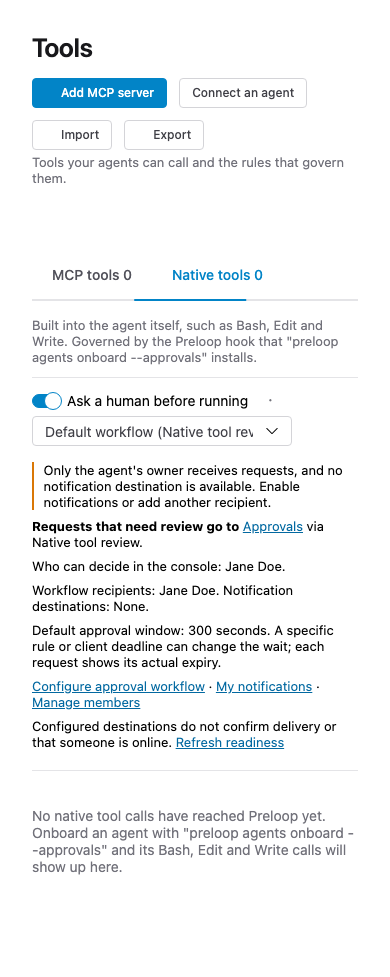 Tools
Add MCP server
Connect an agent
Import
Export
Tools your agents can call and the rules that govern
them.
MCP tools 0
Native tools 0
Built into the agent itself, such as Bash, Edit and
Write. Governed by the Preloop hook that "preloop
agents onboard --approvals" installs.
Ask a human before running
Default workflow (Native tool rev
Only the agent's owner receives requests, and no
notification destination is available. Enable
notifications or add another recipient.
Requests that need review go to Approvals via
Native tool review.
Who can decide in the console: Jane Doe.
Workflow recipients: Jane Doe. Notification
destinations: None.
Default approval window: 300 seconds. A specific
rule or client deadline can change the wait; each
request shows its actual expiry.
Configure approval workflow · My notifications ·
Manage members
Configured destinations do not confirm delivery or
that someone is online. Refresh readiness
No native tool calls have reached Preloop yet.
Onboard an agent with "preloop agents onboard -
-approvals" and its Bash, Edit and Write calls will
show up here.